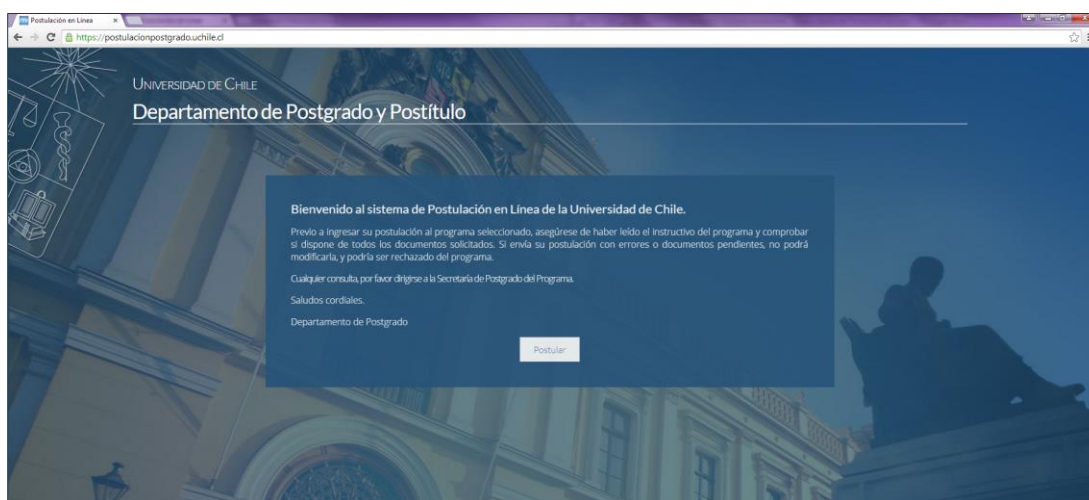 Postulación en Línea
https://postulacionpostgrado.uchile.cl
UNIVERSIDAD DE CHILE
Departamento de Postgrado y Postítulo
Bienvenido al sistema de Postulación en Línea de la Universidad de Chile.
Previo a ingresar su postulación al programa seleccionado, asegúrese de haber leído el instructivo del programa y comprobar
si dispone de todos los documentos solicitados. Si envía su postulación con errores o documentos pendientes, no podrá
modificarla, y podría ser rechazado del programa.
Cualquier consulta, por favor dirigirse a la Secretaría de Postgrado del Programa.
Saludos cordiales.
Departamento de Postgrado
Postular